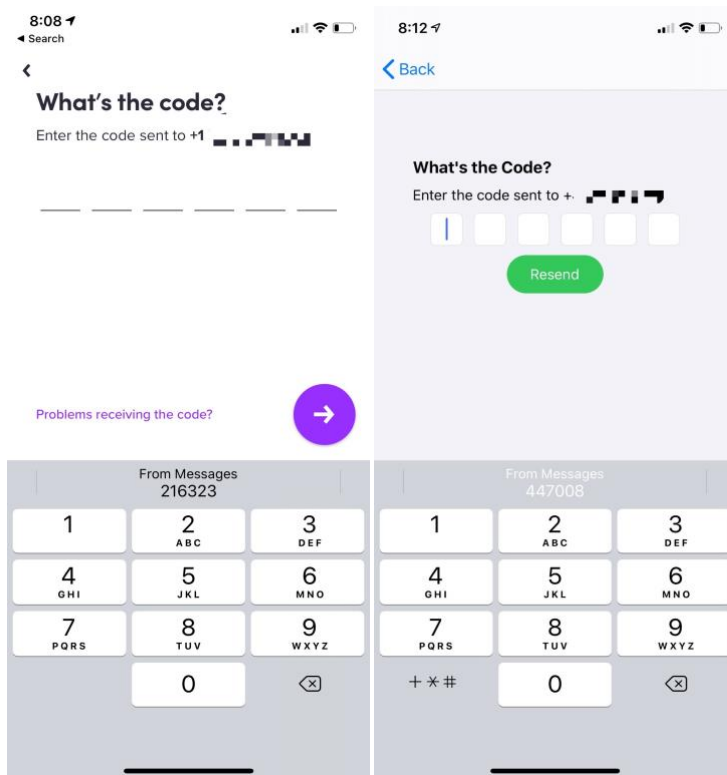 8:08
◀ Search
What's the code?
Enter the code sent to +1
Problems receiving the code?
From Messages
216323
1
2
ABC
3
DEF
4
GHI
5
JKL
6
MNO
7
PQRS
8
TUV
9
WXYZ
0
8:12
Back
What's the Code?
Enter the code sent to +
Resend
From Messages
447008
1
2
ABC
3
DEF
4
GHI
5
JKL
6
MNO
7
PQRS
8
TUV
9
WXYZ
+*#
0